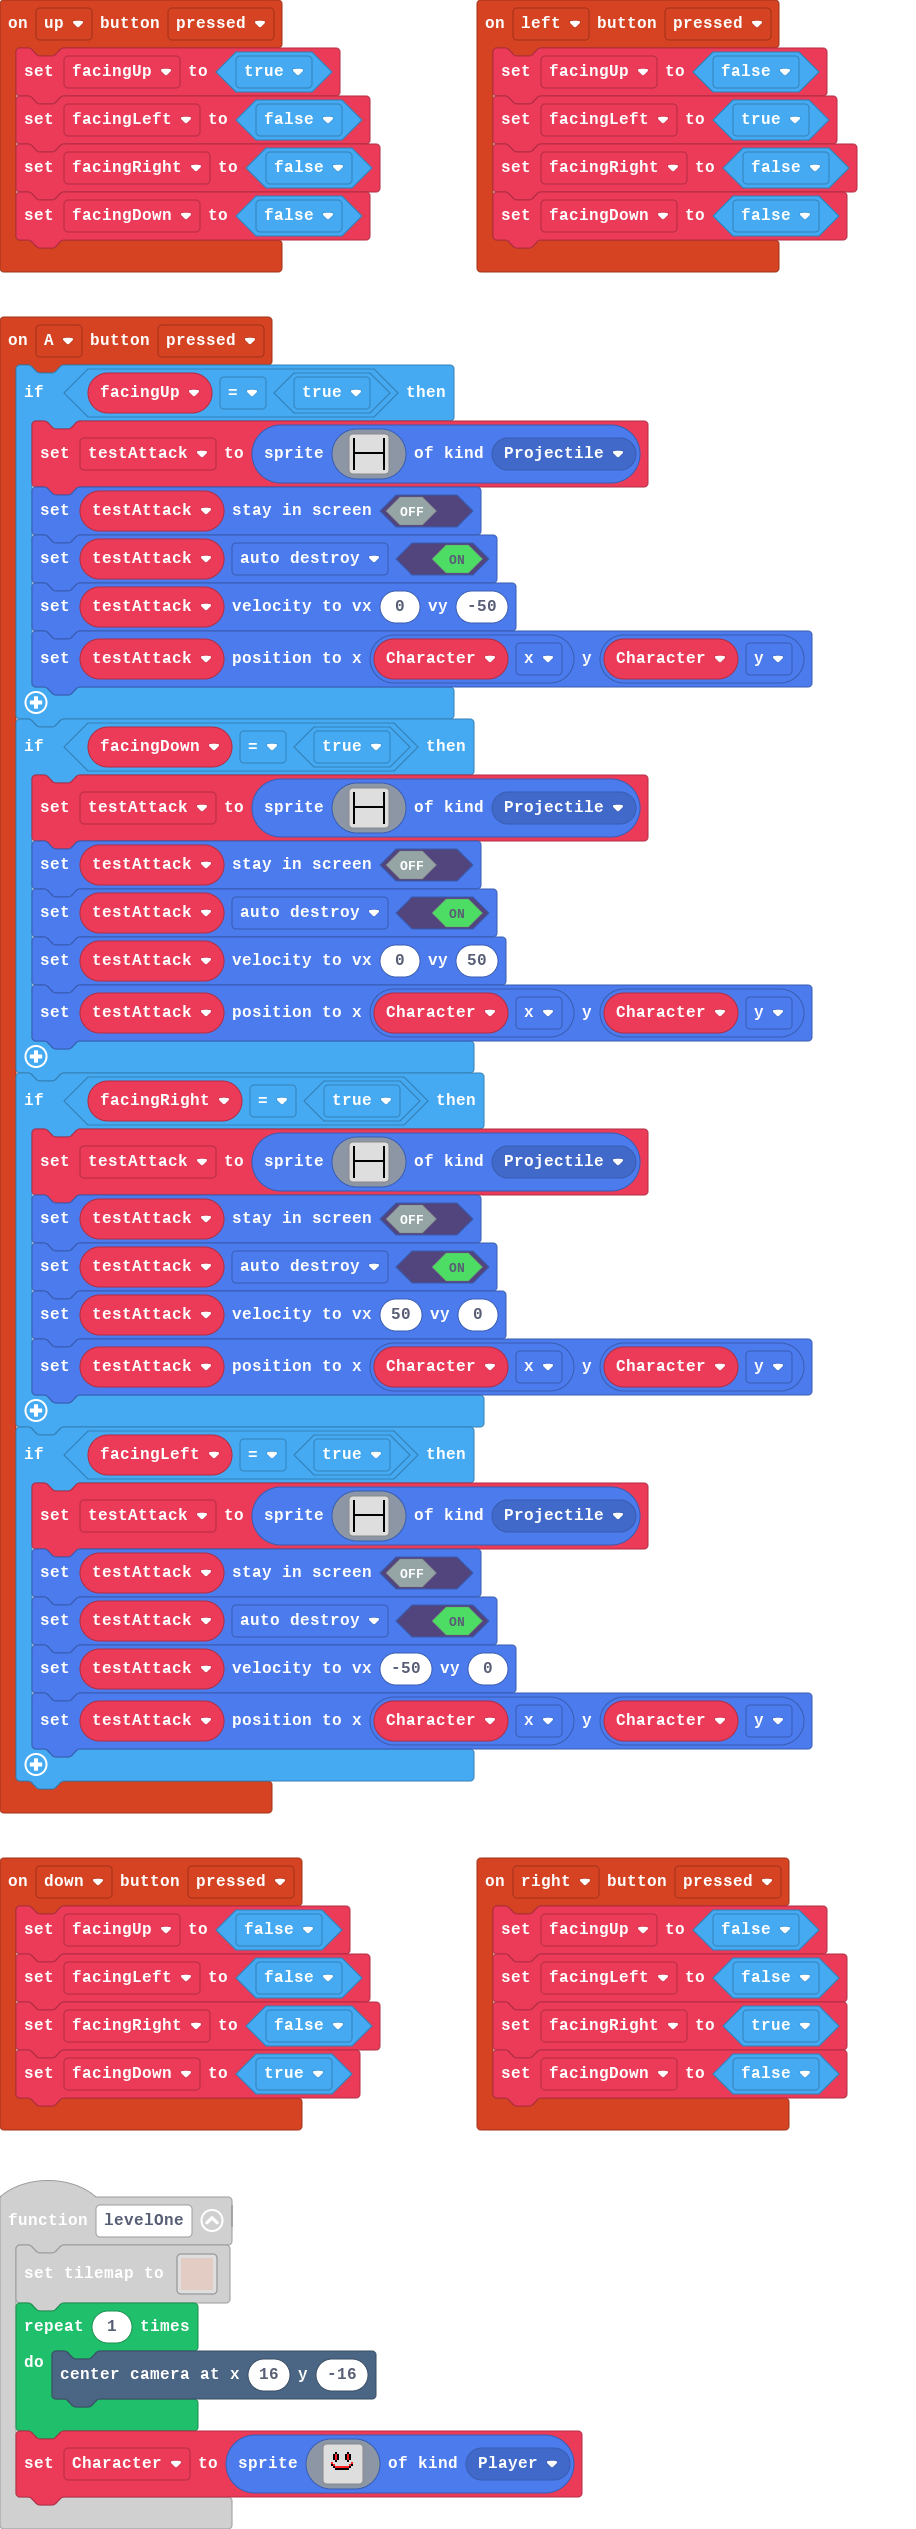 on up button pressed
set facingUp to true
set facingLeft to false
set facingRight to false
set facingDown to false
on left button pressed
set facingUp to false
set facingLeft to true
set facingRight to false
set facingDown to false
on A button pressed
if facingUp = true then
set testAttack to sprite of kind Projectile
set testAttack stay in screen OFF
set testAttack auto destroy ON
set testAttack velocity to vx 0 vy -50
set testAttack position to x Character x y Character y
if facingDown = true then
set testAttack to sprite of kind Projectile
set testAttack stay in screen OFF
set testAttack auto destroy ON
set testAttack velocity to vx 0 vy 50
set testAttack position to x Character x y Character y
if facingRight = true then
set testAttack to sprite of kind Projectile
set testAttack stay in screen OFF
set testAttack auto destroy ON
set testAttack velocity to vx 50 vy 0
set testAttack position to x Character x y Character y
if facingLeft = true then
set testAttack to sprite of kind Projectile
set testAttack stay in screen OFF
set testAttack auto destroy ON
set testAttack velocity to vx -50 vy 0
set testAttack position to x Character x y Character y
on down button pressed
set facingUp to false
set facingLeft to false
set facingRight to false
set facingDown to true
on right button pressed
set facingUp to false
set facingLeft to false
set facingRight to true
set facingDown to false
function levelOne
set tilemap to
repeat 1 times
do center camera at x 16 y -16
set Character to sprite of kind Player